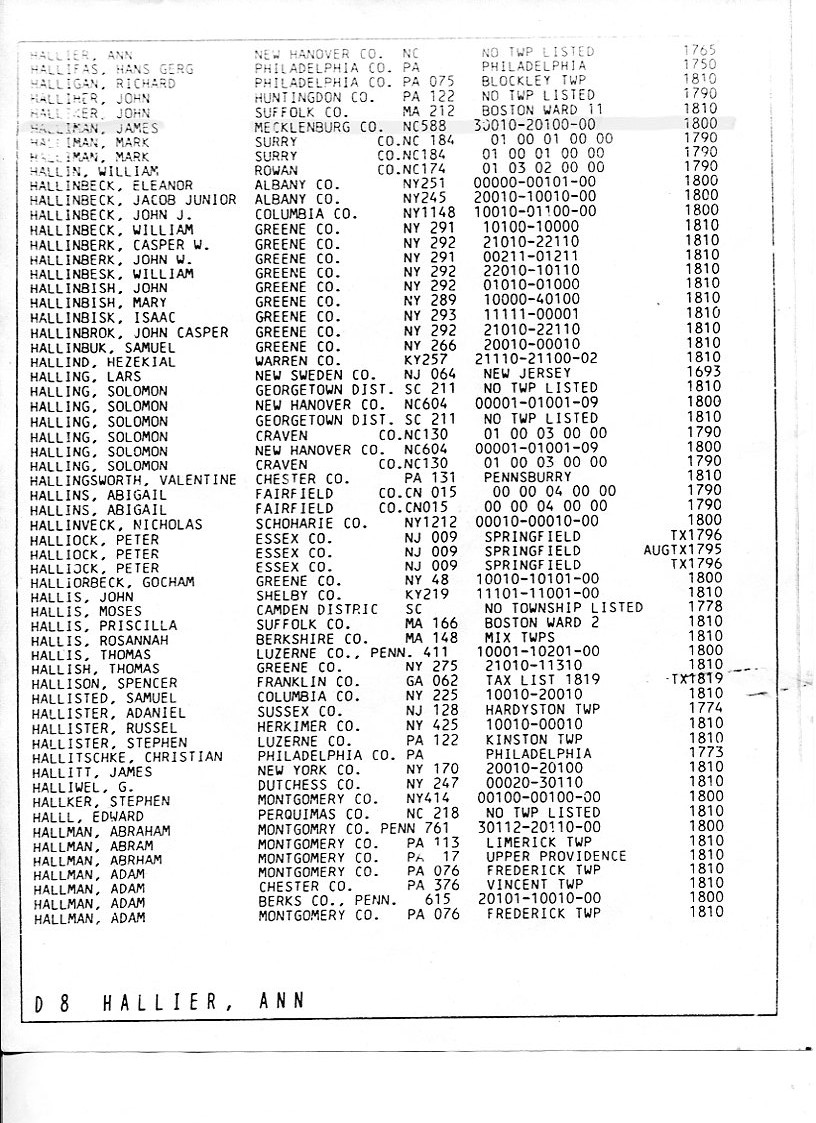 HALLIER, ANN NEW HANOVER CO. NC NO TWP LISTED 1765
HALLIFAS, HANS GERG PHILADELPHIA CO. PA PHILADELPHIA 1750
HALLIGAN, RICHARD PHILADELPHIA CO. PA 075 BLOCKLEY TWP 1810
HALLIHER, JOHN HUNTINGDON CO. PA 122 NO TWP LISTED 1790
JOHN SUFFOLK CO. MA 212 BOSTON WARD 11 1810
HALLIMAN, JAMES MECKLENBURG CO. NC588 30010-20100-00 1800
HALLIMAN, MARK SURRY CO.NC 184 01 00 01 00 00 1790
HALLIMAN, MARK SURRY CO.NC184 01 00 01 00 00 1790
HALLIN, WILLIAM ROWAN CO.NC174 01 03 02 00 00 1790
HALLINBECK, ELEANOR ALBANY CO. NY251 00000-00101-00 1800
HALLINBECK, JACOB JUNIOR ALBANY CO. NY245 20010-10010-00 1800
HALLINBECK, JOHN J. COLUMBIA CO. NY1148 10010-01100-00 1800
HALLINBECK, WILLIAM GREENE CO. NY 291 10100-10000 1810
HALLINBERK, CASPER W. GREENE CO. NY 292 21010-22110 1810
HALLINBERK, JOHN W. GREENE CO. NY 291 00211-01211 1810
HALLINBESK, WILLIAM GREENE CO. NY 292 22010-10110 1810
HALLINBISH, JOHN GREENE CO. NY 292 01010-01000 1810
HALLINBISH, MARY GREENE CO. NY 289 10000-40100 1810
HALLINBISK, ISAAC GREENE CO. NY 293 11111-00001 1810
HALLINBROK, JOHN CASPER GREENE CO. NY 292 21010-22110 1810
HALLINBUK, SAMUEL GREENE CO. NY 266 20010-00010 1810
HALLIND, HEZEKIAL WARREN CO. KY257 21110-21100-02 1810
HALLING, LARS NEW SWEDEN CO. NJ 064 NEW JERSEY 1693
HALLING, SOLOMON GEORGETOWN DIST. SC 211 NO TWP LISTED 1810
HALLING, SOLOMON NEW HANOVER CO. NC604 00001-01001-09 1800
HALLING, SOLOMON GEORGETOWN DIST. SC 211 NO TWP LISTED 1810
HALLING, SOLOMON CRAVEN CO.NC130 01 00 03 00 00 1790
HALLING, SOLOMON NEW HANOVER CO. NC604 00001-01001-09 1800
HALLING, SOLOMON CRAVEN CO.NC130 01 00 03 00 00 1790
HALLINGSWORTH, VALENTINE CHESTER CO. PA 131 PENNSBURRY 1810
HALLINS, ABIGAIL FAIRFIELD CO.CN 015 00 00 04 00 00 1790
HALLINS, ABIGAIL FAIRFIELD CO.CN015 00 00 04 00 00 1790
HALLINVECK, NICHOLAS SCHOHARIE CO. NY1212 00010-00010-00 1800
HALLIOCK, PETER ESSEX CO. NJ 009 SPRINGFIELD TX1796
HALLIOCK, PETER ESSEX CO. NJ 009 SPRINGFIELD AUGTX1795
HALLIOCK, PETER ESSEX CO. NJ 009 SPRINGFIELD TX1796
HALLIORBECK, GOCHAM GREENE CO. NY 48 10010-10101-00 1800
HALLIS, JOHN SHELBY CO. KY219 11101-11001-00 1810
HALLIS, MOSES CAMDEN DISTRIC SC NO TOWNSHIP LISTED 1778
HALLIS, PRISCILLA SUFFOLK CO. MA 166 BOSTON WARD 2 1810
HALLIS, ROSANNAH BERKSHIRE CO. MA 148 MIX TWPS 1810
HALLIS, THOMAS LUZERNE CO., PENN. 411 10001-10201-00 1800
HALLISH, THOMAS GREENE CO. NY 275 21010-11310 1810
HALLISON, SPENCER FRANKLIN CO. GA 062 TAX LIST 1819 TX1819
HALLISTED, SAMUEL COLUMBIA CO. NY 225 10010-20010 1810
HALLISTER, ADANIEL SUSSEX CO. NJ 128 HARDYSTON TWP 1774
HALLISTER, RUSSEL HERKIMER CO. NY 425 10010-00010 1810
HALLISTER, STEPHEN LUZERNE CO. PA 122 KINSTON TWP 1810
HALLITSCHKE, CHRISTIAN PHILADELPHIA CO. PA PHILADELPHIA 1773
HALLITT, JAMES NEW YORK CO. NY 170 20010-20100 1810
HALLIWEL, G. DUTCHESS CO. NY 247 00020-30110 1810
HALLKER, STEPHEN MONTGOMERY CO. NY414 00100-00100-00 1800
HALLL, EDWARD PERQUIMAS CO. NC 218 NO TWP LISTED 1810
HALLMAN, ABRAHAM MONTGOMRY CO. PENN 761 30112-20110-00 1800
HALLMAN, ABRAM MONTGOMERY CO. PA 113 LIMERICK TWP 1810
HALLMAN, ABRHAM MONTGOMERY CO. PA 17 UPPER PROVIDENCE 1810
HALLMAN, ADAM MONTGOMERY CO. PA 076 FREDERICK TWP 1810
HALLMAN, ADAM CHESTER CO. PA 376 VINCENT TWP 1810
HALLMAN, ADAM BERKS CO., PENN. 615 20101-10010-00 1800
HALLMAN, ADAM MONTGOMERY CO. PA 076 FREDERICK TWP 1810
D 8 HALLIER, ANN